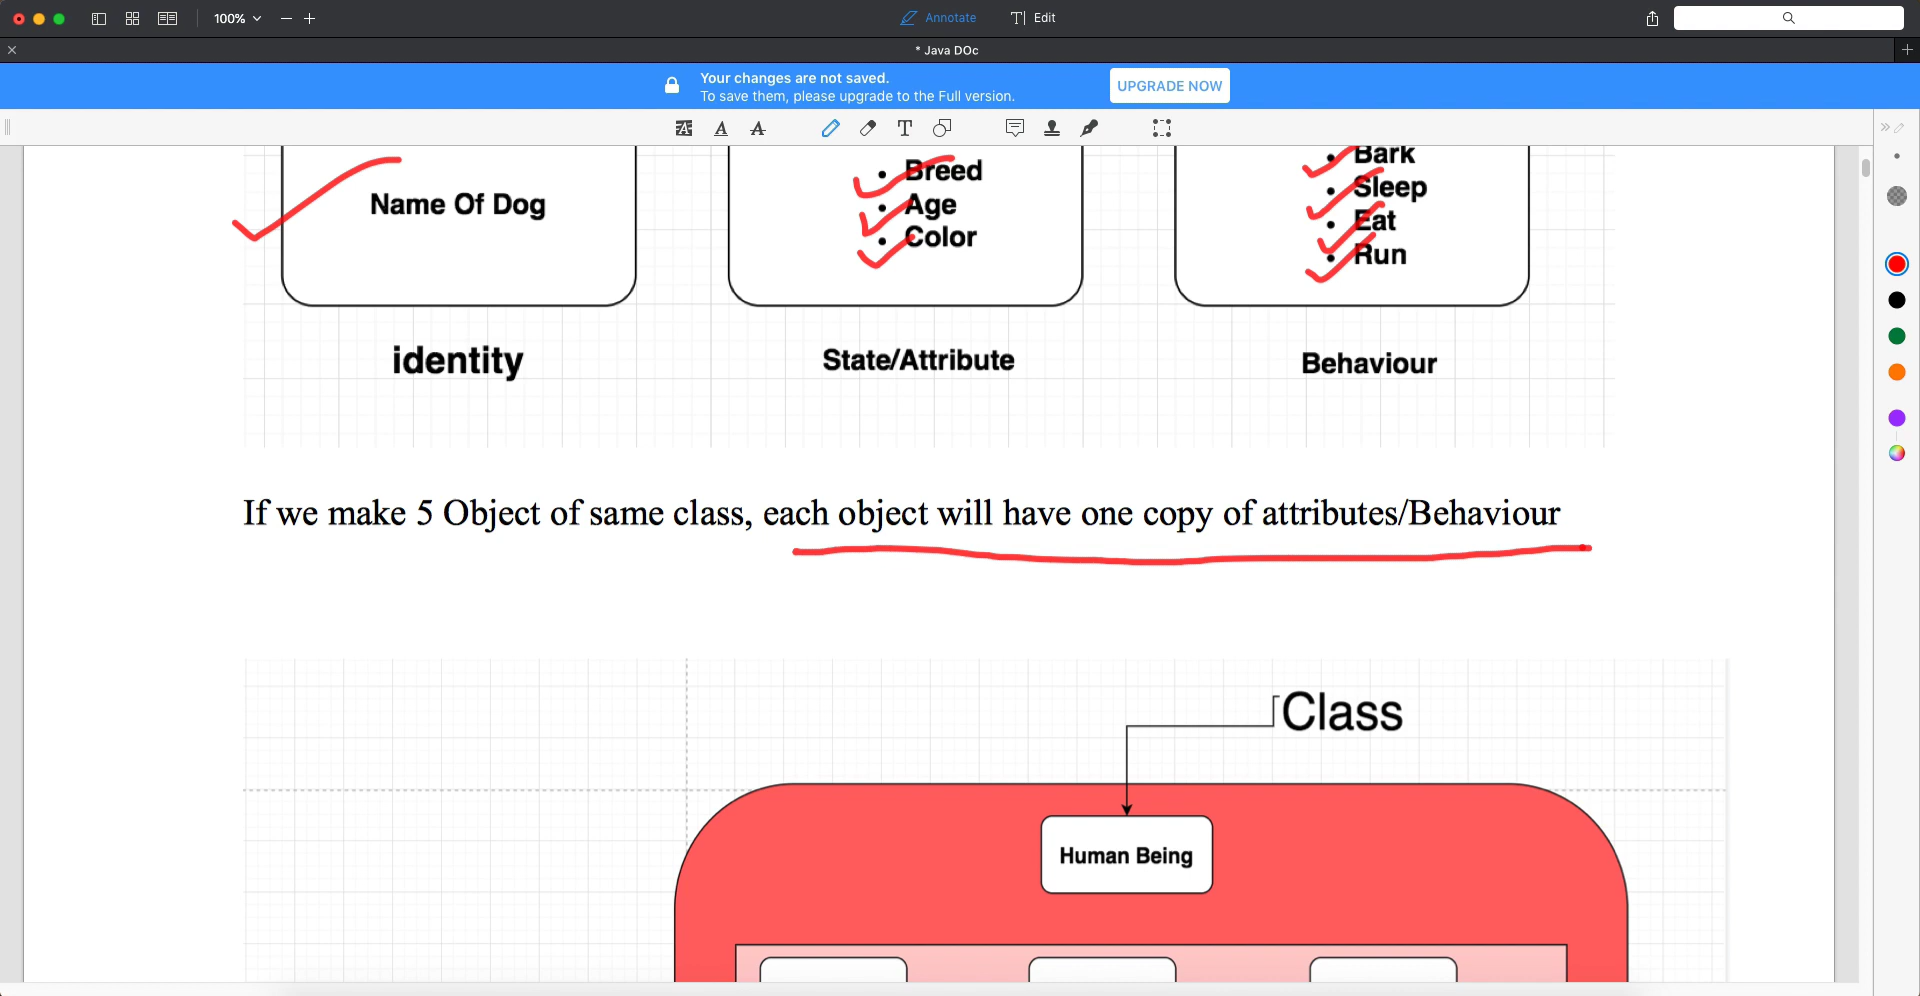 100%
Annotate
Edit
* Java DOc
Your changes are not saved.
To save them, please upgrade to the Full version.
UPGRADE NOW
Name Of Dog
• Breed
• Age
• Color
• Bark
• Sleep
• Eat
• Run
identity
State/Attribute
Behaviour
If we make 5 Object of same class, each object will have one copy of attributes/Behaviour
Class
Human Being